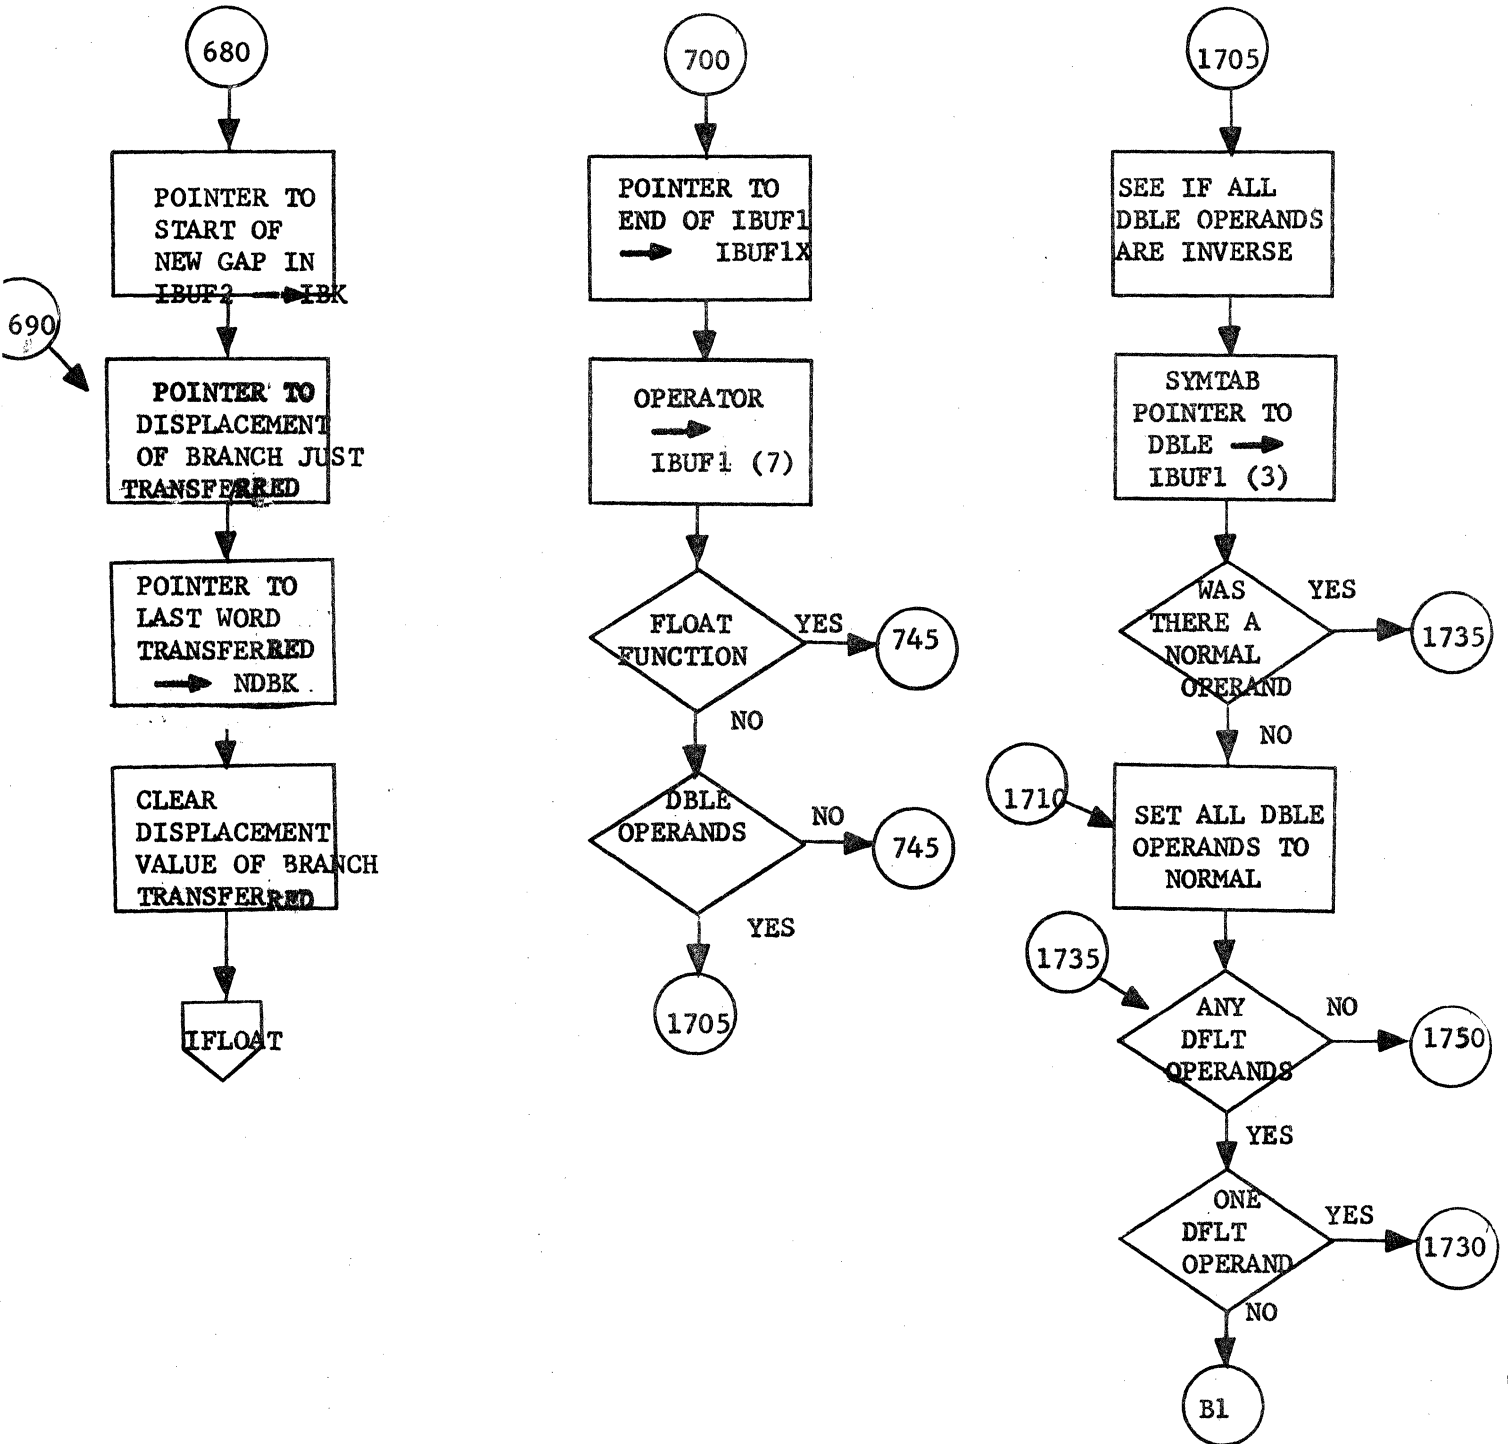 680
POINTER TO
START OF
NEW GAP IN
IBUF2 → IBK
690
POINTER TO
DISPLACEMENT
OF BRANCH JUST
TRANSFERRED
POINTER TO
LAST WORD
TRANSFERRED
→ NDBK
CLEAR
DISPLACEMENT
VALUE OF BRANCH
TRANSFERRED
IFLOAT
700
POINTER TO
END OF IBUF1
→ IBUF1X
OPERATOR
→
IBUF1 (7)
FLOAT
FUNCTION
YES
745
NO
DBLE
OPERANDS
NO
745
YES
1705
1705
SEE IF ALL
DBLE OPERANDS
ARE INVERSE
SYMTAB
POINTER TO
DBLE →
IBUF1 (3)
WAS
THERE A
NORMAL
OPERAND
YES
1735
NO
1710
SET ALL DBLE
OPERANDS TO
NORMAL
1735
ANY
DFLT
OPERANDS
NO
1750
YES
ONE
DFLT
OPERAND
YES
1730
NO
B1